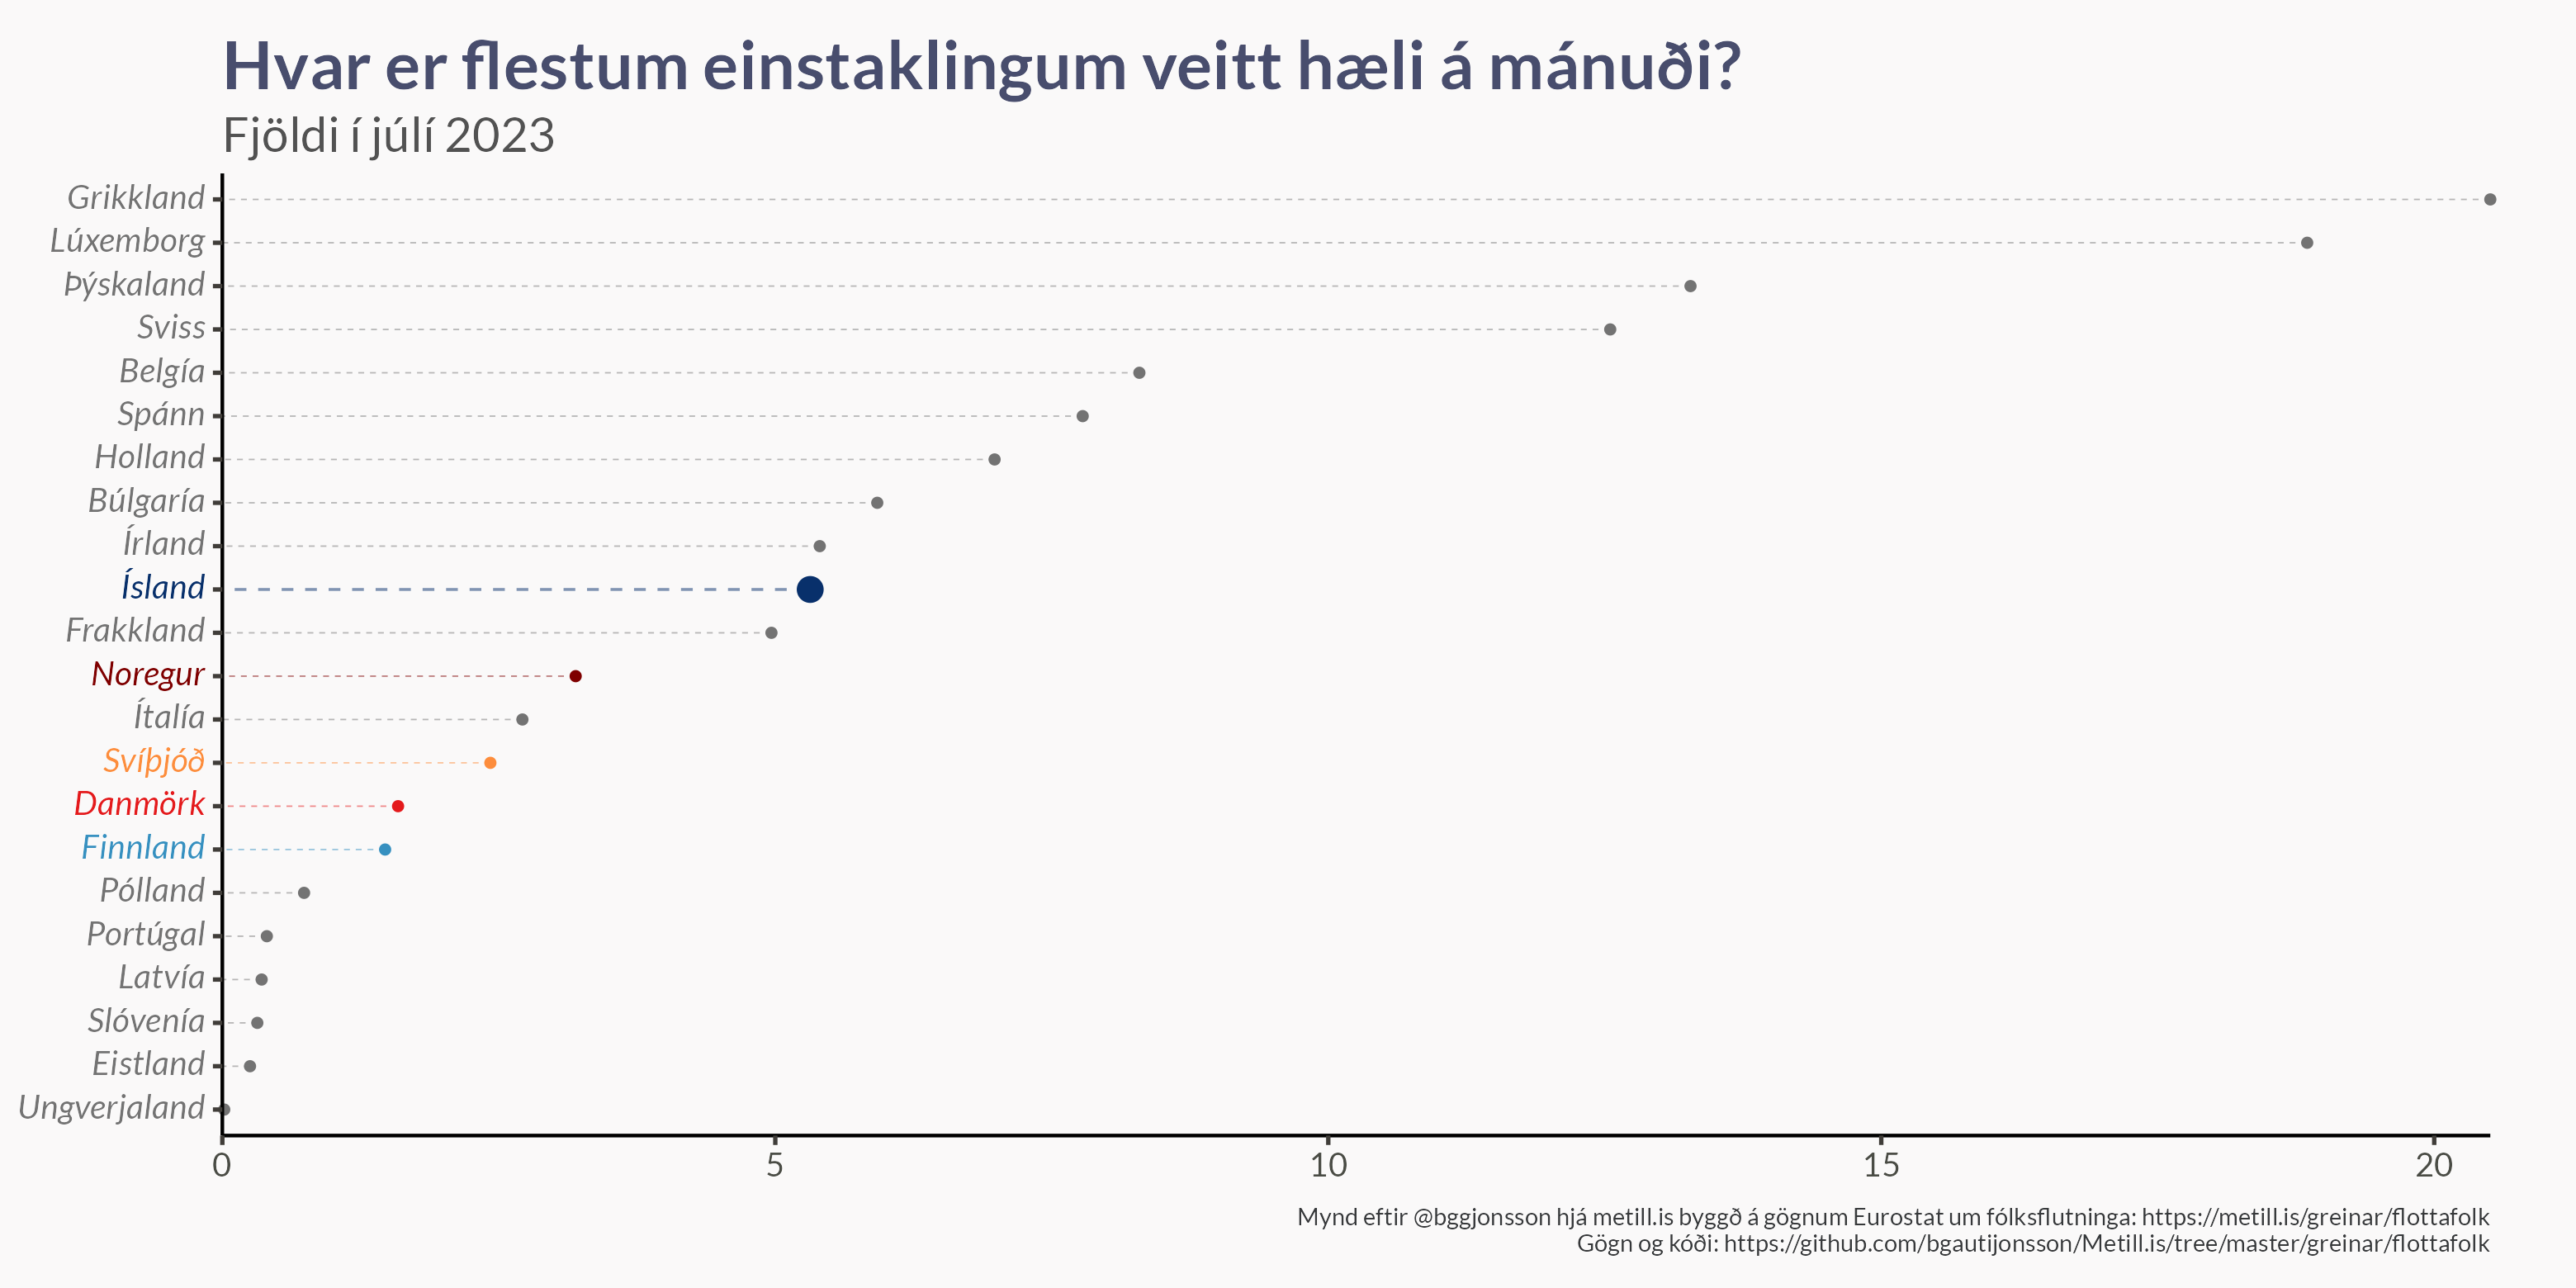 Hvar er flestum einstaklingum veitt hæli á mánuði?
Fjöldi í júlí 2023
Grikkland
Lúxemborg
Þýskaland
Sviss
Belgía
Spánn
Holland
Búlgaría
Írland
Ísland
Frakkland
Noregur
Ítalía
Svíþjóð
Danmörk
Finnland
Pólland
Portúgal
Latvía
Slóvenía
Eistland
Ungverjaland
0 5 10 15 20
Mynd eftir @bggjonsson hjá metill.is byggð á gögnum Eurostat um fólksflutninga: https://metill.is/greinar/flottafolk
Gögn og kóði: https://github.com/bgautijonsson/Metill.is/tree/master/greinar/flottafolk